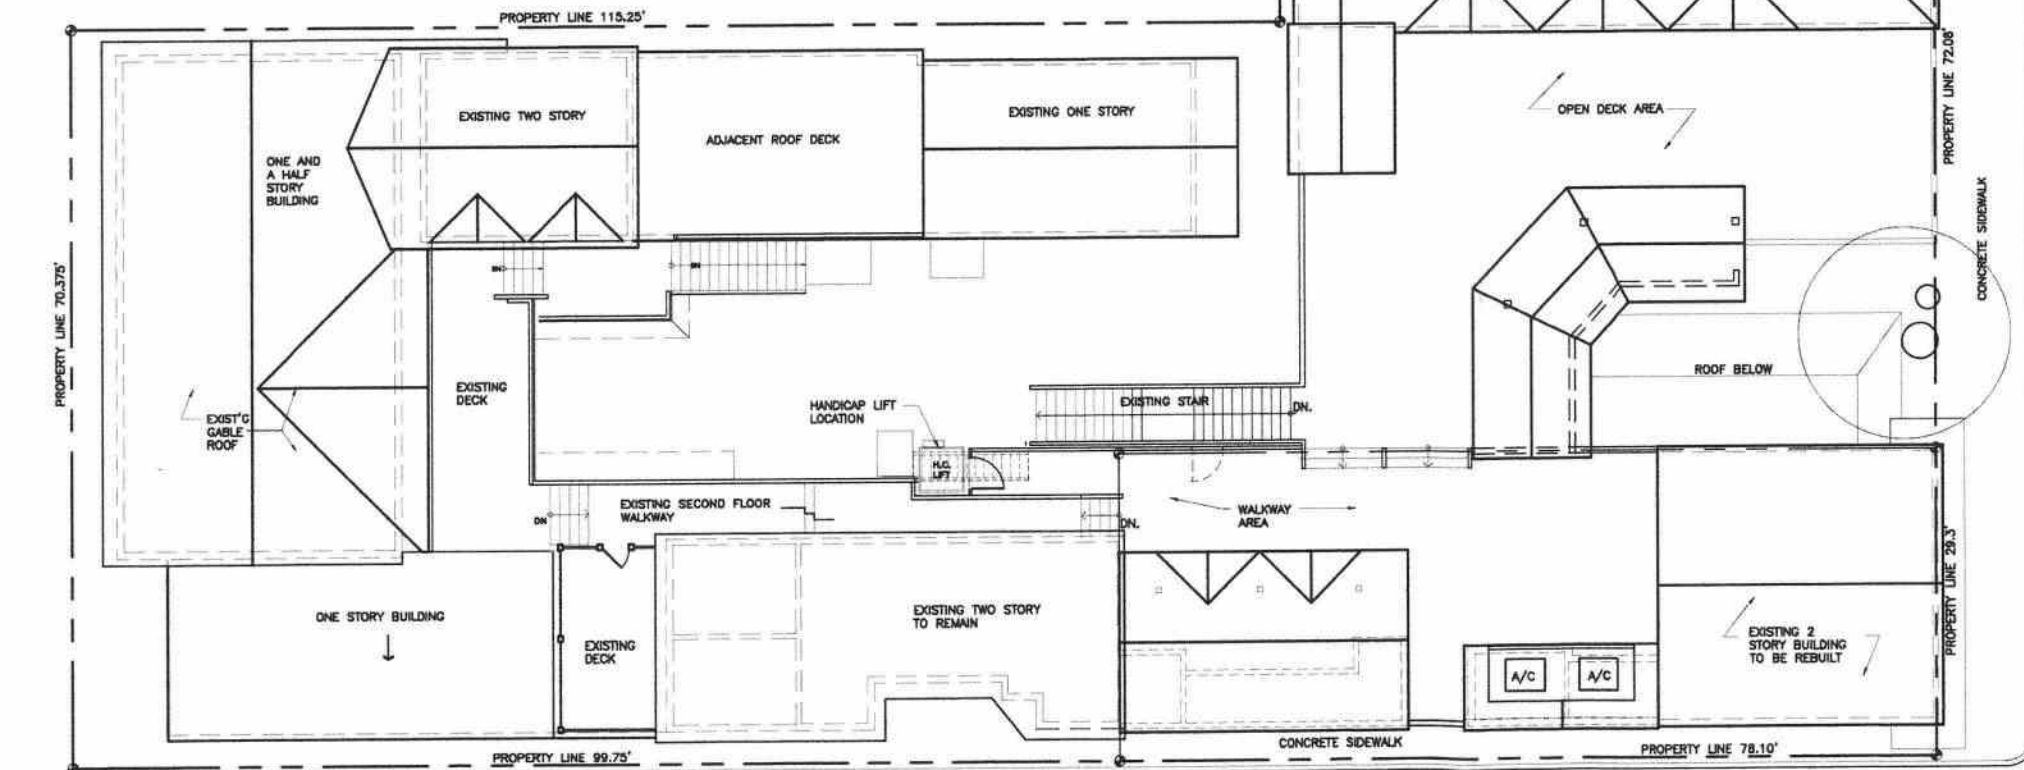 PROPERTY LINE 115.25'
PROPERTY LINE 72.08'
OPEN DECK AREA
EXISTING TWO STORY
ADJACENT ROOF DECK
EXISTING ONE STORY
ONE AND
A HALF
STORY
BUILDING
CONCRETE SIDEWALK
PROPERTY LINE 70.375'
DN
DN
EXISTING
DECK
EXIST'G
GABLE
ROOF
HANDICAP LIFT
LOCATION
EXISTING STAIR
DN.
ROOF BELOW
H.C.
LIFT
EXISTING SECOND FLOOR
WALKWAY
DN
DN.
WALKWAY
AREA
PROPERTY LINE 29.3'
ONE STORY BUILDING
EXISTING
DECK
EXISTING TWO STORY
TO REMAIN
EXISTING 2
STORY BUILDING
TO BE REBUILT
A/C
A/C
CONCRETE SIDEWALK
PROPERTY LINE 99.75'
PROPERTY LINE 78.10'